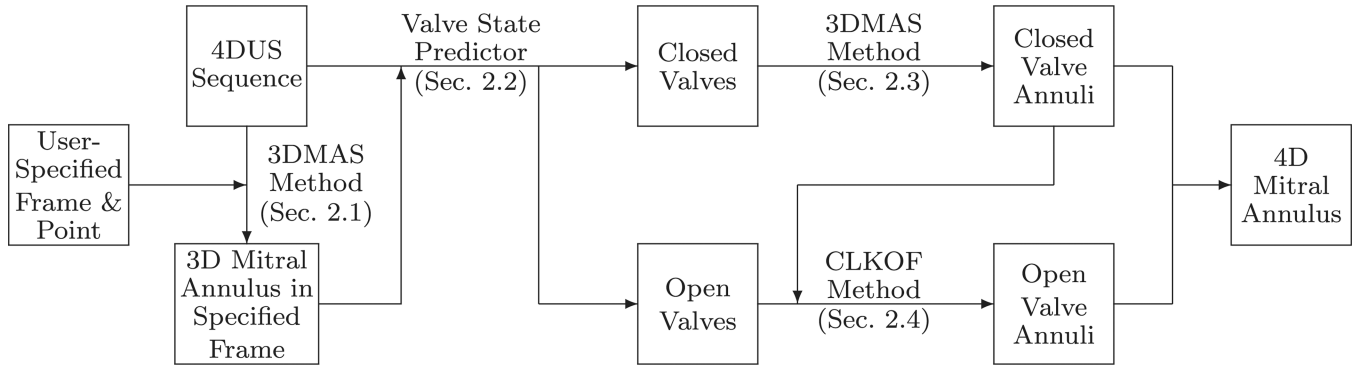 4DUS
Sequence
Valve State
Predictor
(Sec. 2.2)
Closed
Valves
3DMAS
Method
(Sec. 2.3)
Closed
Valve
Annuli
User-
Specified
Frame &
Point
3DMAS
Method
(Sec. 2.1)
4D
Mitral
Annulus
3D Mitral
Annulus in
Specified
Frame
Open
Valves
CLKOF
Method
(Sec. 2.4)
Open
Valve
Annuli